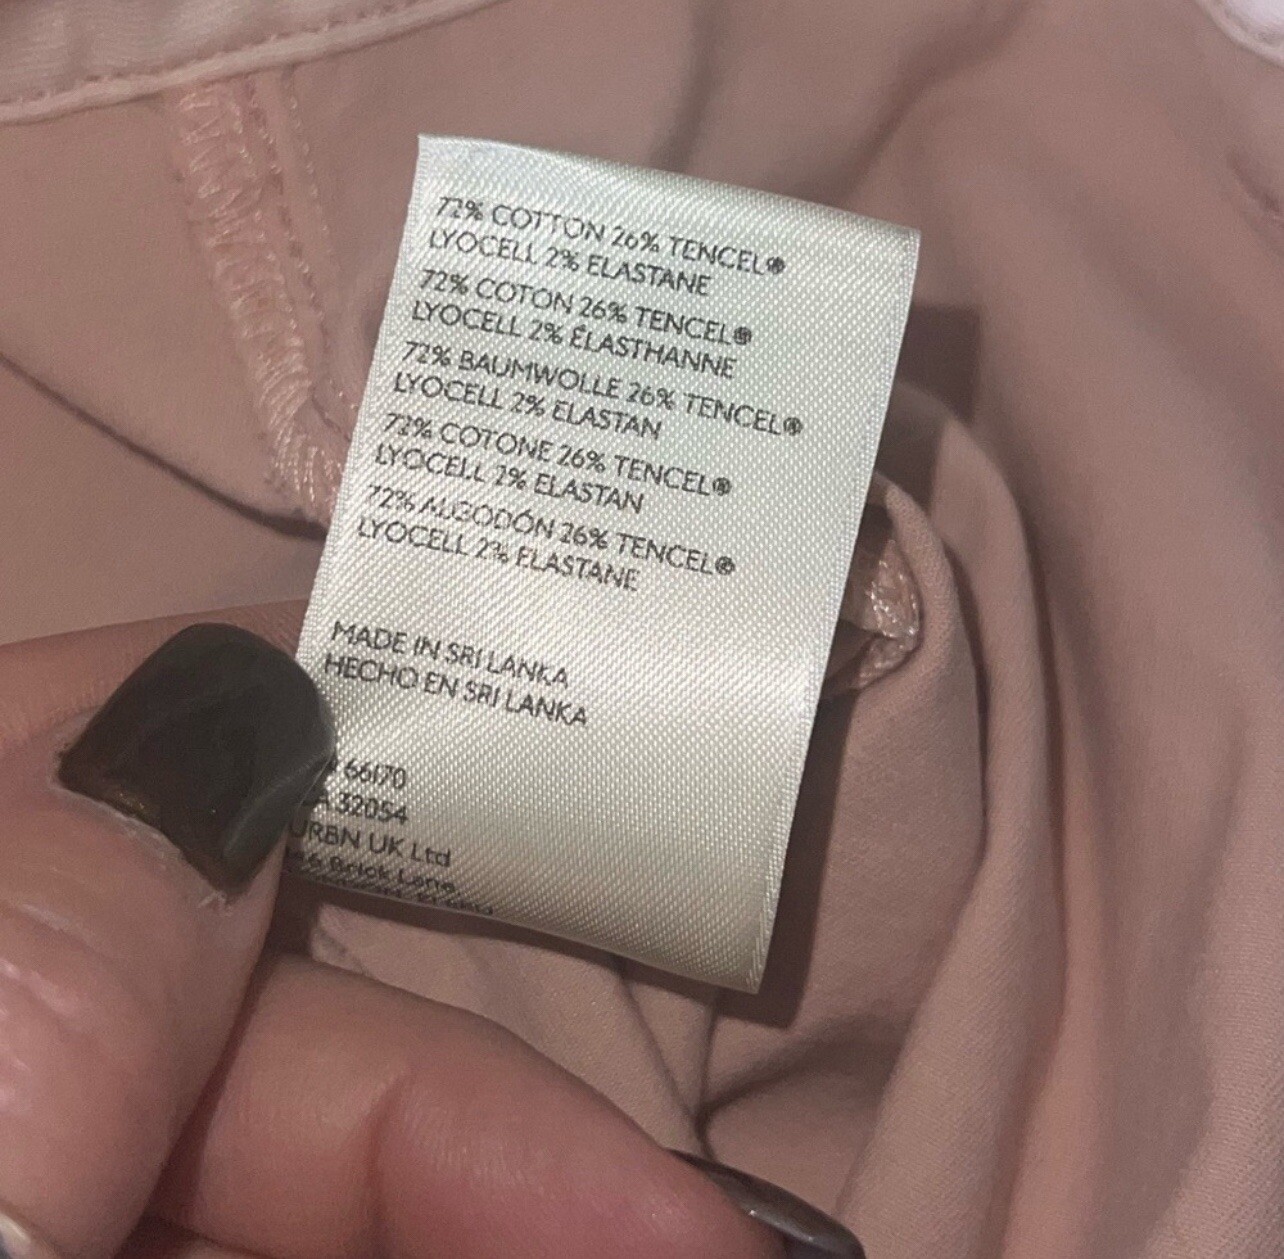 72% COTTON 26% TENCEL®
LYOCELL 2% ELASTANE
72% COTON 26% TENCEL®
LYOCELL 2% ÉLASTHANNE
72% BAUMWOLLE 26% TENCEL®
LYOCELL 2% ELASTAN
72% COTONE 26% TENCEL®
LYOCELL 2% ELASTAN
72% ALGODÓN 26% TENCEL®
LYOCELL 2% ELASTANE
MADE IN SRI LANKA
HECHO EN SRI LANKA
66170
32054
URBN UK Ltd
Brick Lane,